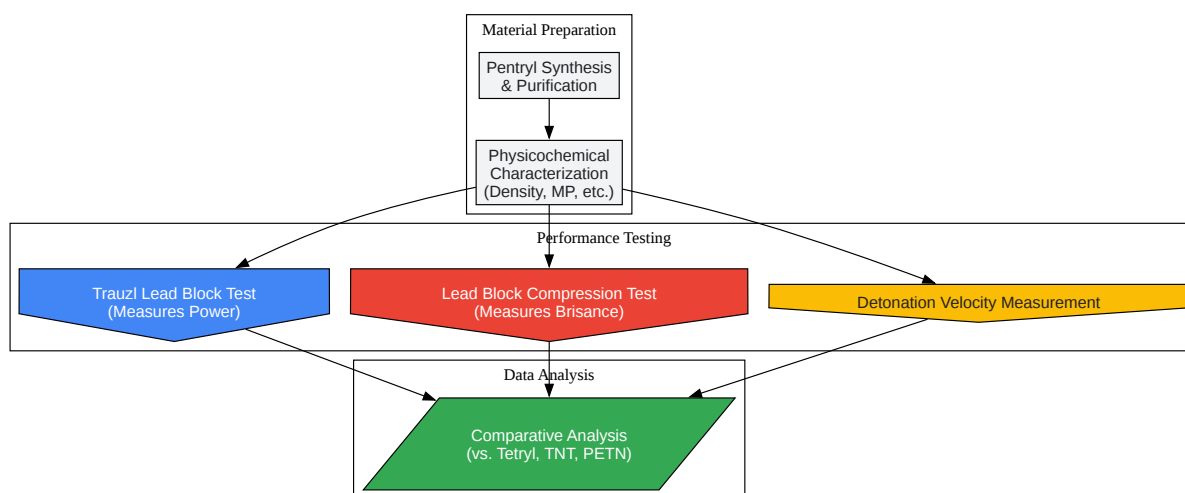 Material Preparation
Pentryl Synthesis
& Purification
Physicochemical
Characterization
(Density, MP, etc.)
Performance Testing
Trauzl Lead Block Test
(Measures Power)
Lead Block Compression Test
(Measures Brisance)
Detonation Velocity Measurement
Data Analysis
Comparative Analysis
(vs. Tetryl, TNT, PETN)